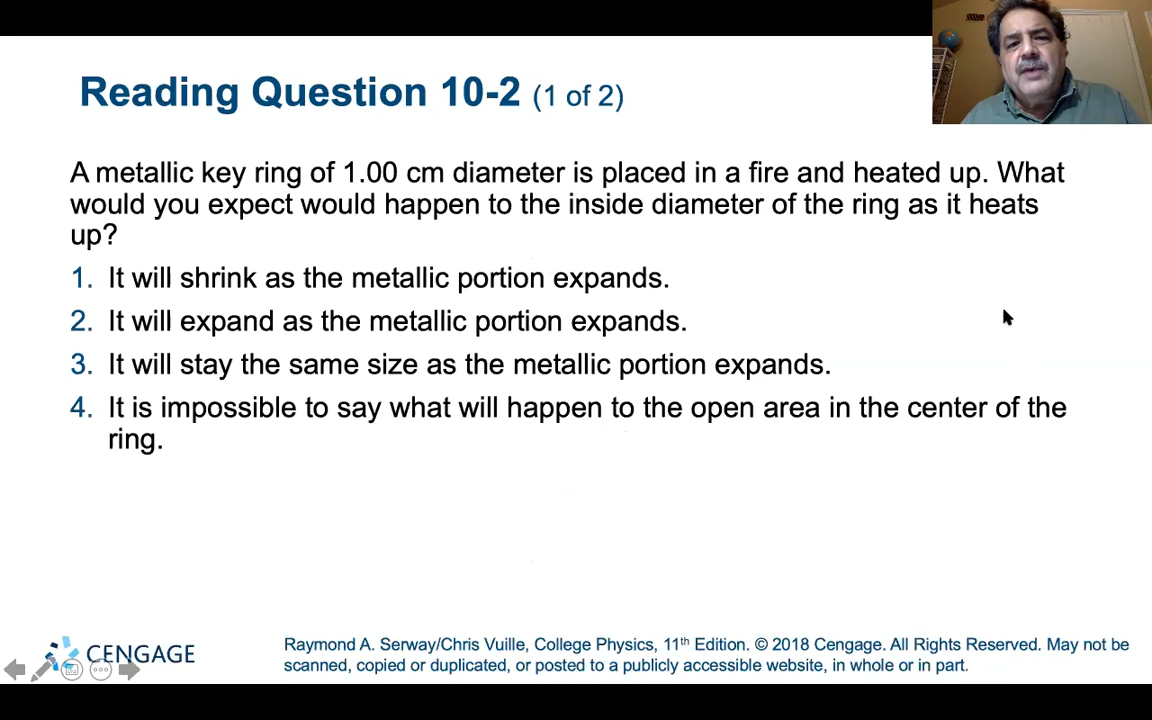 Reading Question 10-2 (1 of 2)
A metallic key ring of 1.00 cm diameter is placed in a fire and heated up. What
would you expect would happen to the inside diameter of the ring as it heats
up?
1. It will shrink as the metallic portion expands.
2. It will expand as the metallic portion expands.
3. It will stay the same size as the metallic portion expands.
4. It is impossible to say what will happen to the open area in the center of the
ring.
CENGAGE
Raymond A. Serway/Chris Vuille, College Physics, 11th Edition. © 2018 Cengage. All Rights Reserved. May not be
scanned, copied or duplicated, or posted to a publicly accessible website, in whole or in part.